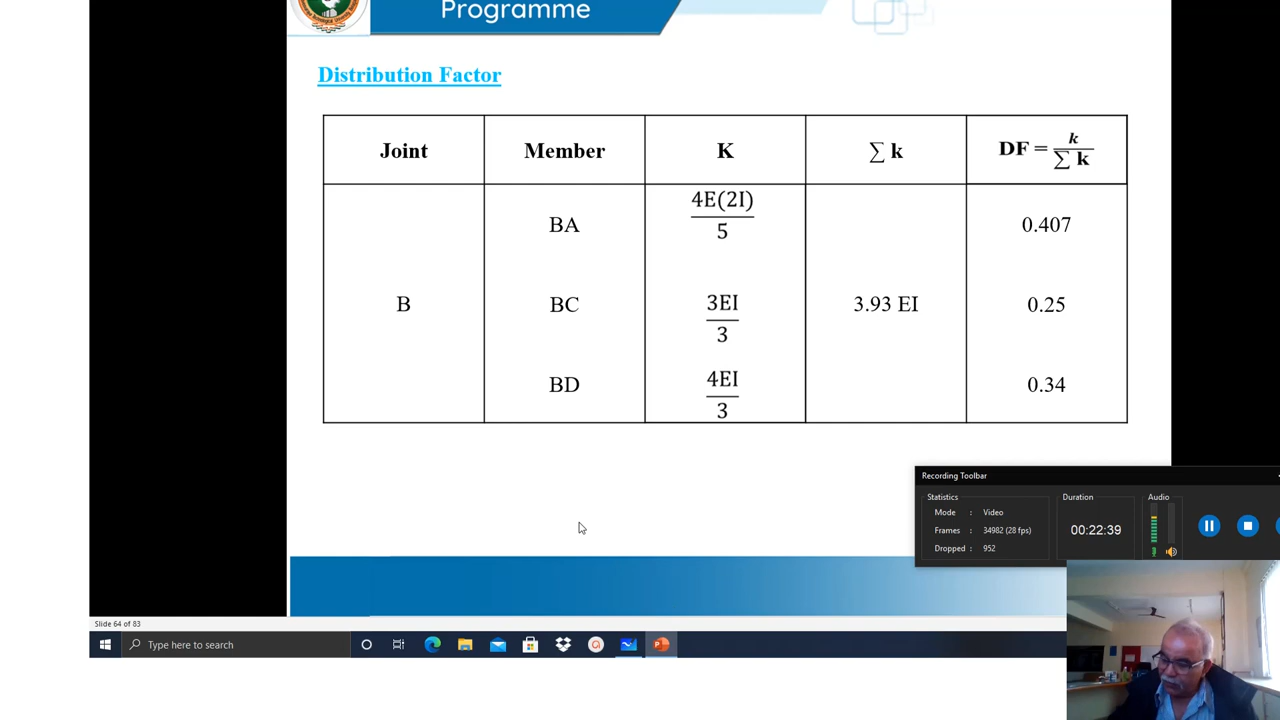 Programme
Distribution Factor
Joint Member K ∑ k DF = k / ∑ k
BA 4E(2I) / 5 0.407
B BC 3EI / 3 3.93 EI 0.25
BD 4EI / 3 0.34
Recording Toolbar
Statistics Duration Audio
Mode : Video
Frames : 34982 (28 fps) 00:22:39
Dropped : 952
Slide 64 of 83
Type here to search